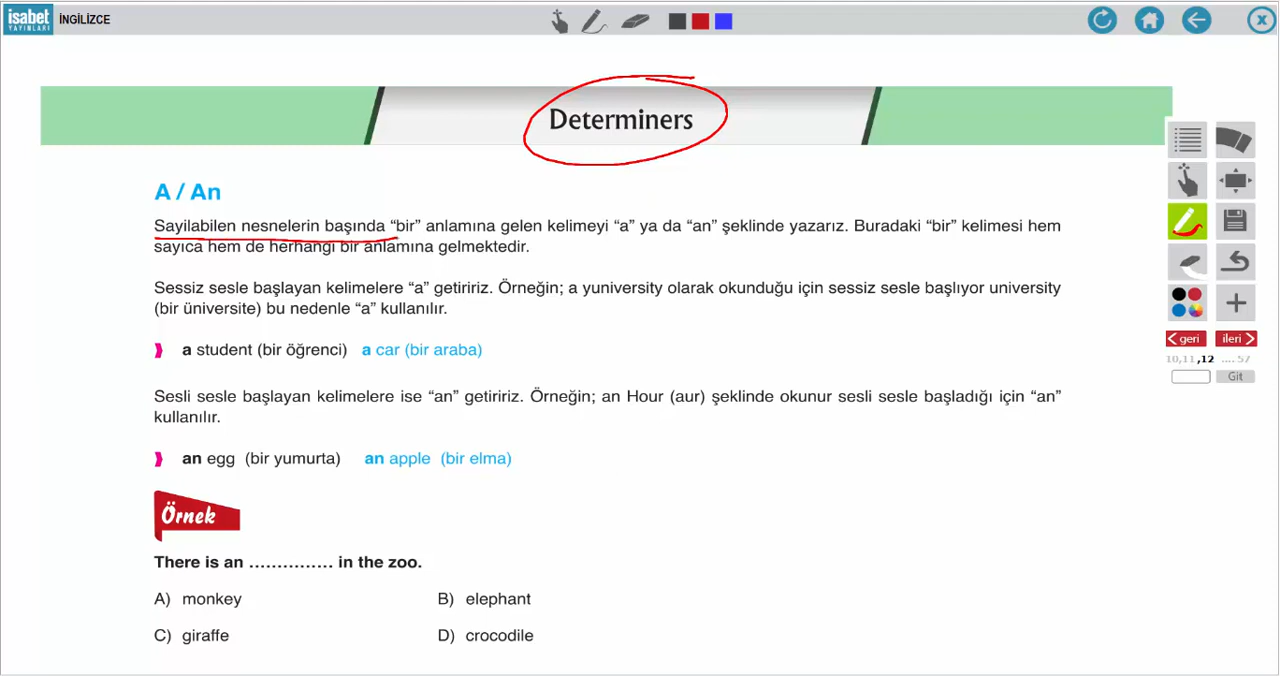 isabet
YAYINLARI
İNGİLİZCE
Determiners
A / An
Sayilabilen nesnelerin başında “bir” anlamına gelen kelimeyi “a” ya da “an” şeklinde yazarız. Buradaki “bir” kelimesi hem
sayıca hem de herhangi bir anlamına gelmektedir.
Sessiz sesle başlayan kelimelere “a” getiririz. Örneğin; a yuniversity olarak okunduğu için sessiz sesle başlıyor university
(bir üniversite) bu nedenle “a” kullanılır.
a student (bir öğrenci) a car (bir araba)
Sesli sesle başlayan kelimelere ise “an” getiririz. Örneğin; an Hour (aur) şeklinde okunur sesli sesle başladığı için “an”
kullanılır.
an egg (bir yumurta) an apple (bir elma)
Örnek
There is an ............... in the zoo.
A) monkey B) elephant
C) giraffe D) crocodile
geri ileri
10,11,12 .... 57
Git